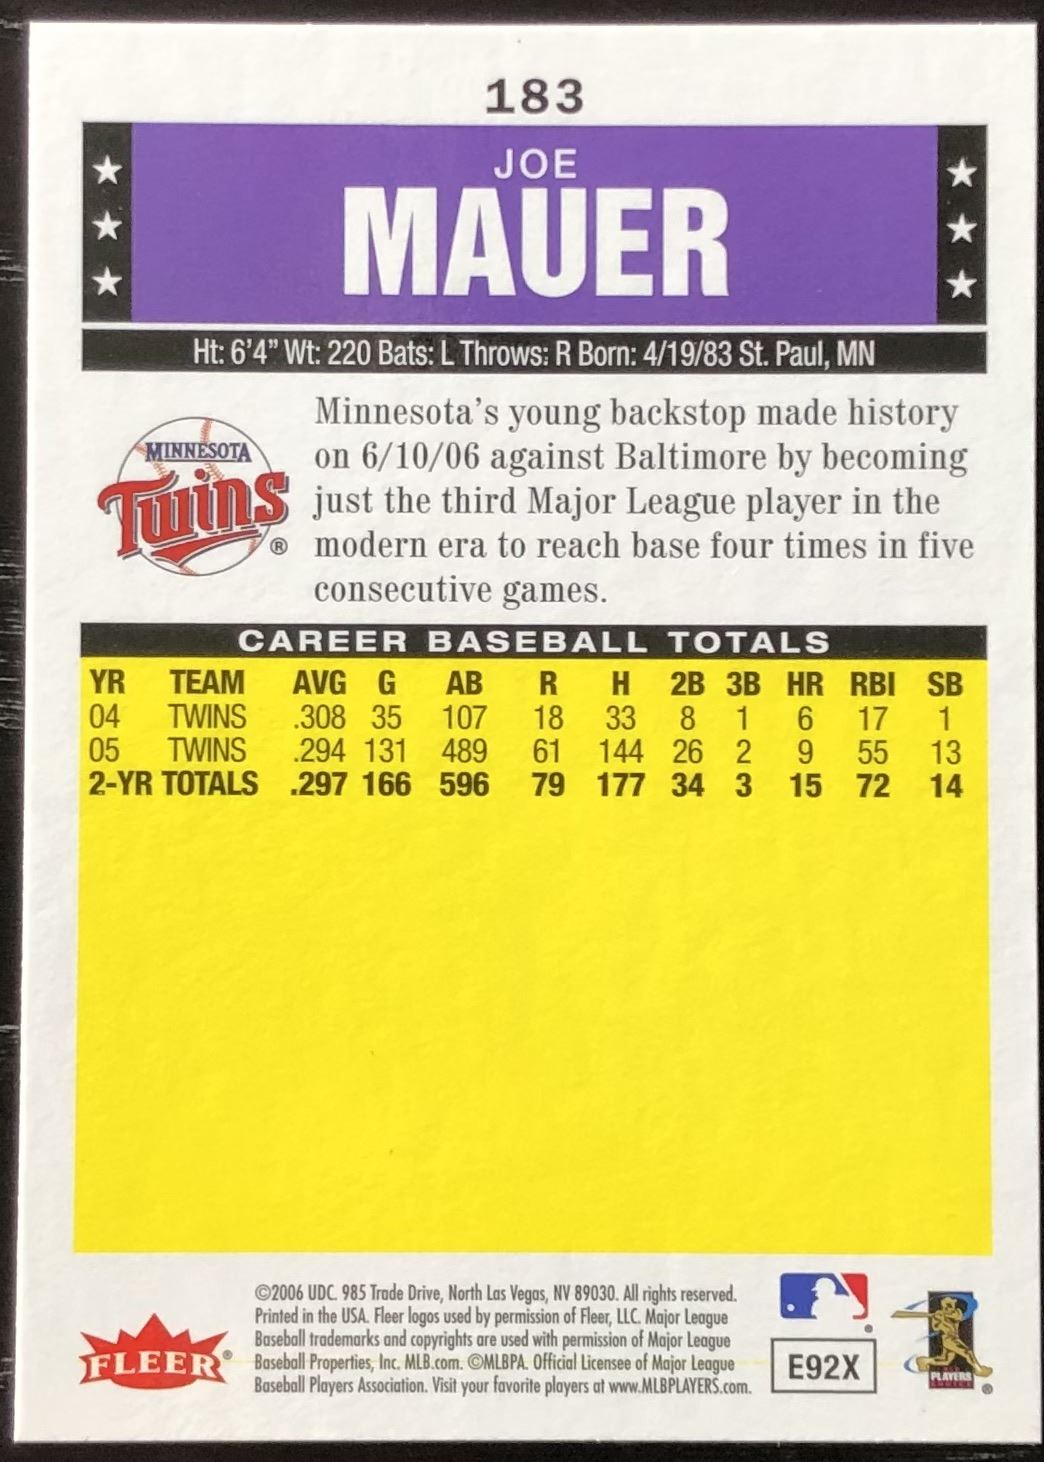 183
JOE
MAUER
Ht: 6'4" Wt: 220 Bats: L Throws: R Born: 4/19/83 St. Paul, MN
MINNESOTA
Twins
®
Minnesota's young backstop made history
on 6/10/06 against Baltimore by becoming
just the third Major League player in the
modern era to reach base four times in five
consecutive games.
CAREER BASEBALL TOTALS
YR TEAM AVG G AB R H 2B 3B HR RBI SB
04 TWINS .308 35 107 18 33 8 1 6 17 1
05 TWINS .294 131 489 61 144 26 2 9 55 13
2-YR TOTALS .297 166 596 79 177 34 3 15 72 14
FLEER®
©2006 UDC. 985 Trade Drive, North Las Vegas, NV 89030. All rights reserved.
Printed in the USA. Fleer logos used by permission of Fleer, LLC. Major League
Baseball trademarks and copyrights are used with permission of Major League
Baseball Properties, Inc. MLB.com. ©MLBPA. Official Licensee of Major League
Baseball Players Association. Visit your favorite players at www.MLBPLAYERS.com.
E92X
PLAYERS
CHOICE
®